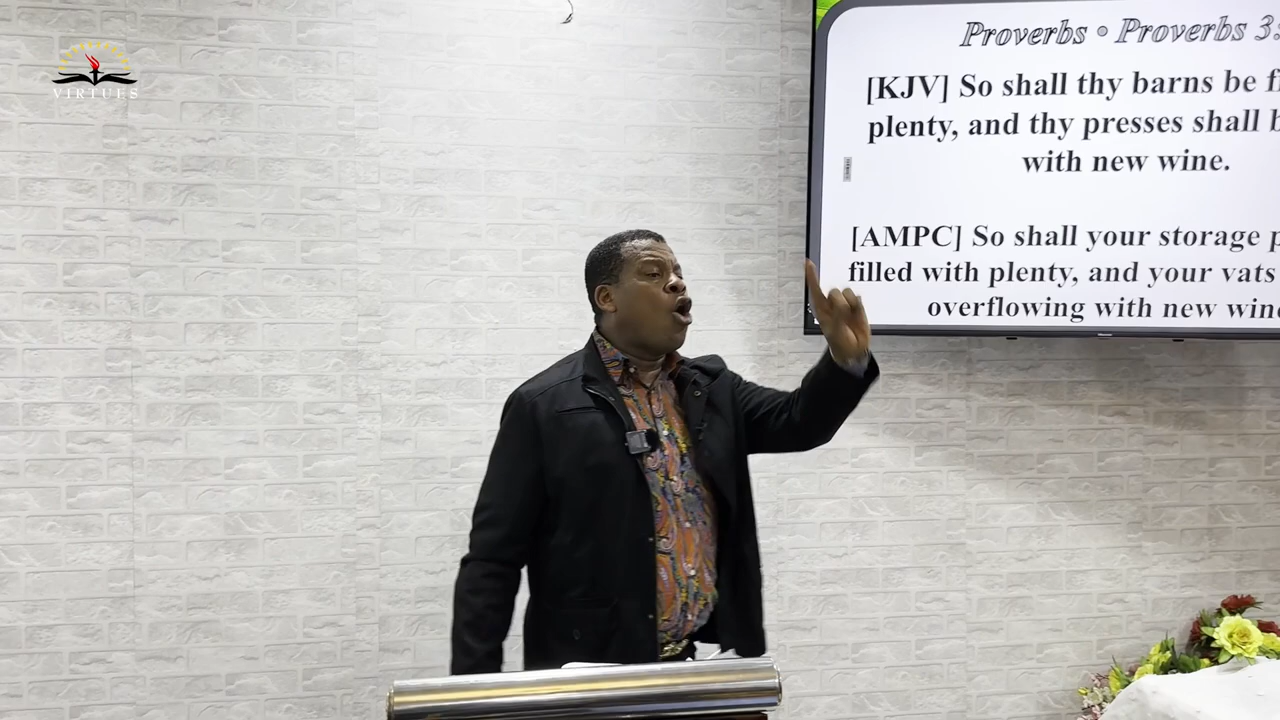 VIRTUES
Proverbs • Proverbs 3:
[KJV] So shall thy barns be
plenty, and thy presses shall
with new wine.
[AMPC] So shall your storage
filled with plenty, and your vats
overflowing with new